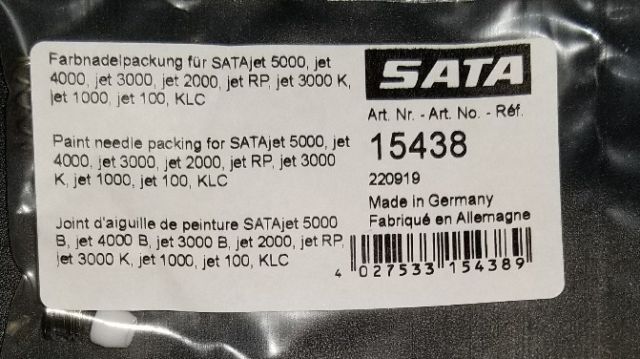 Farbnadelpackung für SATAjet 5000, jet
4000, jet 3000, jet 2000, jet RP, jet 3000 K,
jet 1000, jet 100, KLC
Paint needle packing for SATAjet 5000, jet
4000, jet 3000, jet 2000, jet RP, jet 3000
K, jet 1000, jet 100, KLC
Joint d'aiguille de peinture SATAjet 5000
B, jet 4000 B, jet 3000 B, jet 2000, jet RP,
jet 3000 K, jet 1000, jet 100, KLC
SATA
Art. Nr. - Art. No. - Réf.
15438
220919
Made in Germany
Fabriqué en Allemagne
4 027533 154389